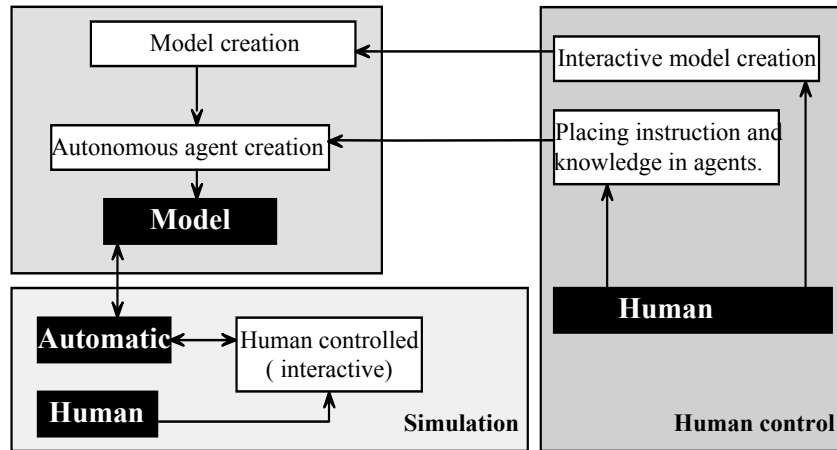 Model creation
Autonomous agent creation
Model
Interactive model creation
Placing instruction and
knowledge in agents.
Human
Human control
Automatic
Human controlled
( interactive)
Human
Simulation